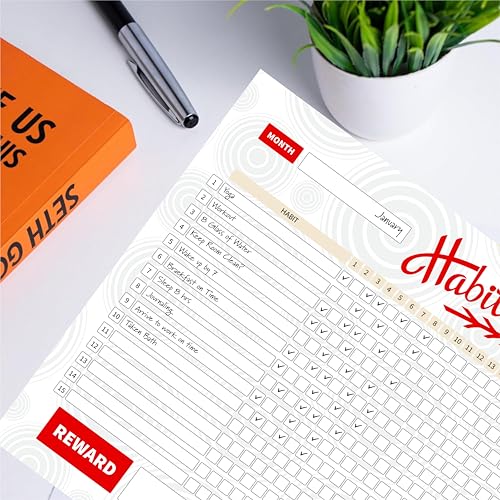 E US
HIS
SETH GO
MONTH
January
Habit
HABIT
1 2 3 4 5 6 7 8 9 10 11 12 13
1 Yoga
2 Workout
3 8 Glass of Water
4 Keep Room Clean?
5 Wake up by 7
6 Breakfast on Time
7 Sleep 8 hrs
8 Journaling
9 Arrive to work on time
10 Taken Bath
11
12
13
14
15
REWARD